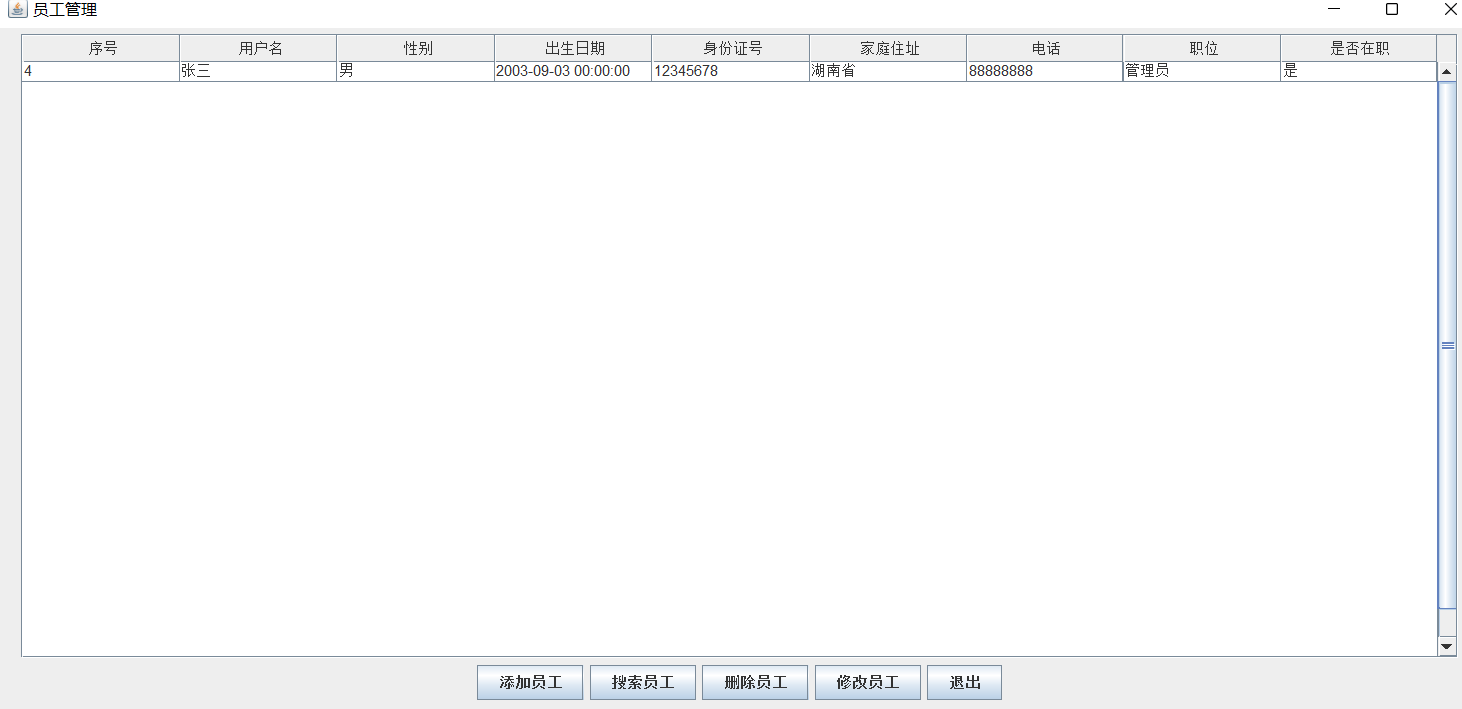 员工管理
序号 用户名 性别 出生日期 身份证号 家庭住址 电话 职位 是否在职
4 张三 男 2003-09-03 00:00:00 12345678 湖南省 88888888 管理员 是
添加员工 搜索员工 删除员工 修改员工 退出